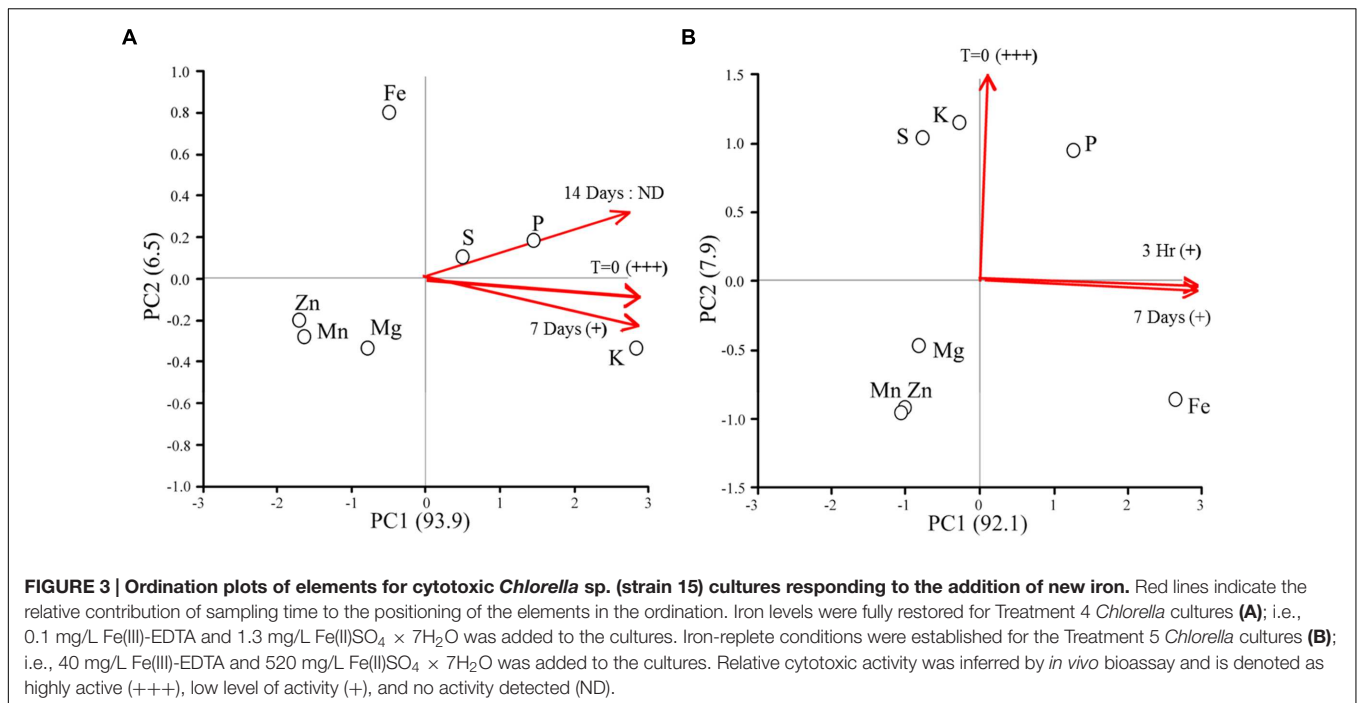 A
1.0
0.8
0.6
0.4
0.2
0.0
-0.2
-0.4
-0.6
-0.8
-1.0
PC2 (6.5)
Fe
14 Days : ND
S
P
T=0 (+++)
Zn
Mn
Mg
7 Days (+)
K
-3
-2
-1
0
1
2
3
PC1 (93.9)
B
T=0 (+++)
1.5
1.0
0.5
0.0
-0.5
-1.0
-1.5
PC2 (7.9)
K
S
P
3 Hr (+)
7 Days (+)
Mg
Mn Zn
Fe
-3
-2
-1
0
1
2
3
PC1 (92.1)
FIGURE 3 | Ordination plots of elements for cytotoxic Chlorella sp. (strain 15) cultures responding to the addition of new iron. Red lines indicate the
relative contribution of sampling time to the positioning of the elements in the ordination. Iron levels were fully restored for Treatment 4 Chlorella cultures (A); i.e.,
0.1 mg/L Fe(III)-EDTA and 1.3 mg/L Fe(II)SO₄ × 7H₂O was added to the cultures. Iron-replete conditions were established for the Treatment 5 Chlorella cultures (B);
i.e., 40 mg/L Fe(III)-EDTA and 520 mg/L Fe(II)SO₄ × 7H₂O was added to the cultures. Relative cytotoxic activity was inferred by in vivo bioassay and is denoted as
highly active (+++), low level of activity (+), and no activity detected (ND).